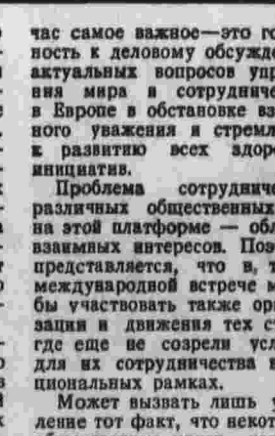 час самое важное—это го
ность к деловому обсужде
актуальных вопросов упр
ния мира и сотрудниче
в Европе в обстановке вз
ного уважения и стремл
к развитию всех здор
инициатив.
Проблема сотрудниче
различных общественных
на этой платформе — обл
взаимных интересов. Поэ
представляется, что в, т
международной встрече м
бы участвовать также орг
зации и движения тех с
где еще не созрели усл
для их сотрудничества в
циональных рамках.
Может вызвать лишь у
ление тот факт, что некот